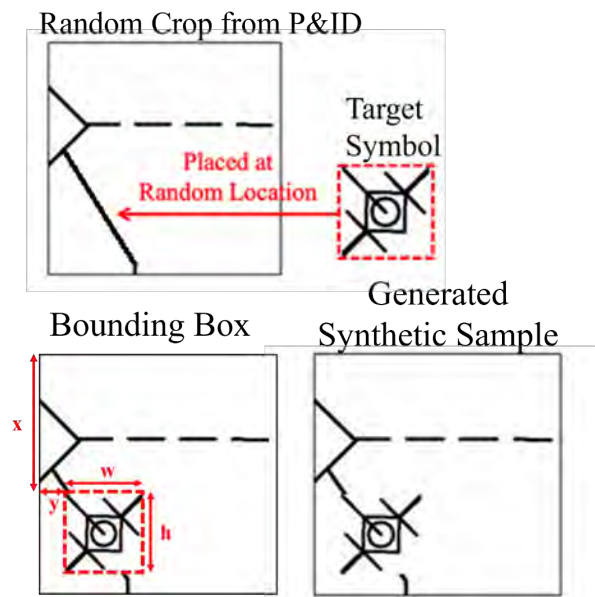 Random Crop from P&ID
Target
Symbol
Placed at
Random Location
Generated
Synthetic Sample
Bounding Box
x
w
y
h